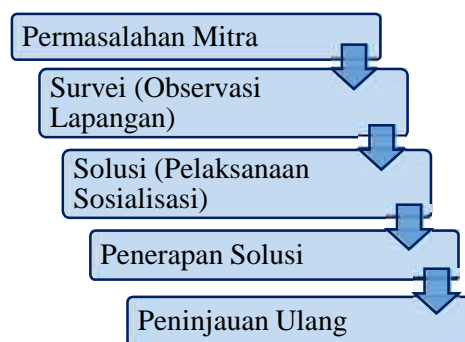 Permasalahan Mitra
Survei (Observasi
Lapangan)
Solusi (Pelaksanaan
Sosialisasi)
Penerapan Solusi
Peninjauan Ulang